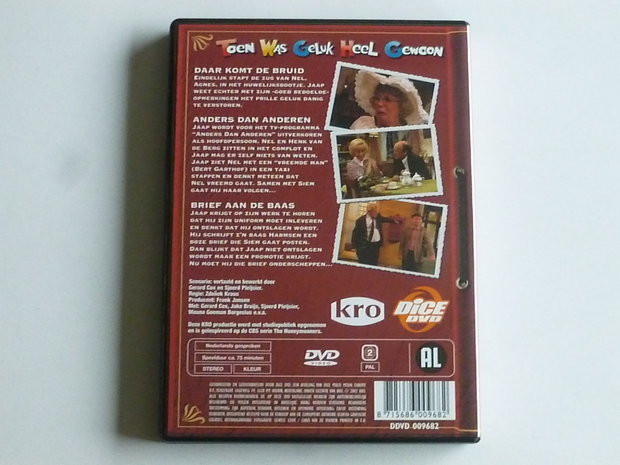 Toen Was Geluk Heel Gewoon
DAAR KOMT DE BRUID
EINDELIJK STAPT DE ZUS VAN NEL,
AGNES, IN HET HUWELIJKSBOOTJE. JAAP
WEET ECHTER MET ZIJN -GOED BEDOELDE-
OPMERKINGEN HET PRILLE GELUK DANIG
TE VERSTOREN.
ANDERS DAN ANDEREN
JAAP WORDT VOOR HET TV-PROGRAMMA
"ANDERS DAN ANDEREN" UITVERKOREN
ALS HOOFDPERSOON. NEL EN HENK VAN
DE BERG ZITTEN IN HET COMPLOT EN
JAAP MAG ER ZELF NIETS VAN WETEN.
JAAP ZIET NEL MET EEN "VREEMDE MAN"
(BERT GARTHOF) IN EEN TAXI
STAPPEN EN DENKT METEEN DAT
NEL VREEMD GAAT. SAMEN MET SIEM
GAAT HIJ HAAR VOLGEN...
BRIEF AAN DE BAAS
JAAP KRIJGT OP ZIJN WERK TE HOREN
DAT HIJ ZIJN UNIFORM MOET INLEVEREN
EN DENKT DAT HIJ ONTSLAGEN WORDT.
HIJ SCHRIJFT Z'N BAAS HARMSEN EEN
BOZE BRIEF DIE SIEM GAAT POSTEN.
DAN BLIJKT DAT JAAP NIET ONTSLAGEN
WORDT MAAR EEN PROMOTIE KRIJGT.
NU MOET HIJ DIE BRIEF ONDERSCHEPPEN...
Scenario: vertaald en bewerkt door
Gerard Cox en Sjoerd Pleijsier.
Regie: Zdenek Kraus
Producent: Frank Jansen
Met: Gerard Cox, Joke Bruijs, Sjoerd Pleijsier,
Mouna Goeman Borgesius e.v.a.
Deze KRO productie werd met studiopubliek opgenomen
en is geïnspireerd op de CBS serie The Honeymooners.
kro
DICE
DVD
Nederlands gesproken
Speelduur ca. 75 minuten
STEREO
KLEUR
DVD
VIDEO
2
PAL
AL
8 715686 009682
DDVD 009682